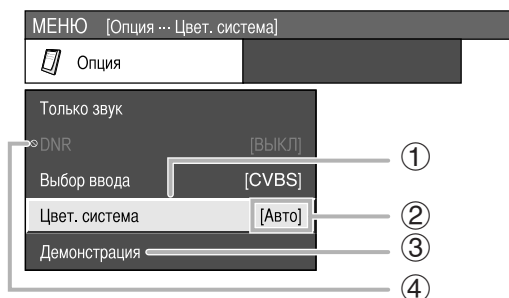 МЕНЮ [Опция ··· Цвет. система]
Опция
Только звук
DNR [ВЫКЛ]
①
Выбор ввода [CVBS]
Цвет. система [Авто] ②
Демонстрация ③
④